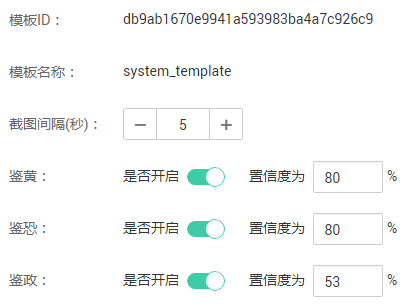 模板ID： db9ab1670e9941a593983ba4a7c926c9
模板名称： system_template
截图间隔(秒)： － 5 +
鉴黄： 是否开启 置信度为 80 %
鉴恐： 是否开启 置信度为 80 %
鉴政： 是否开启 置信度为 53 %